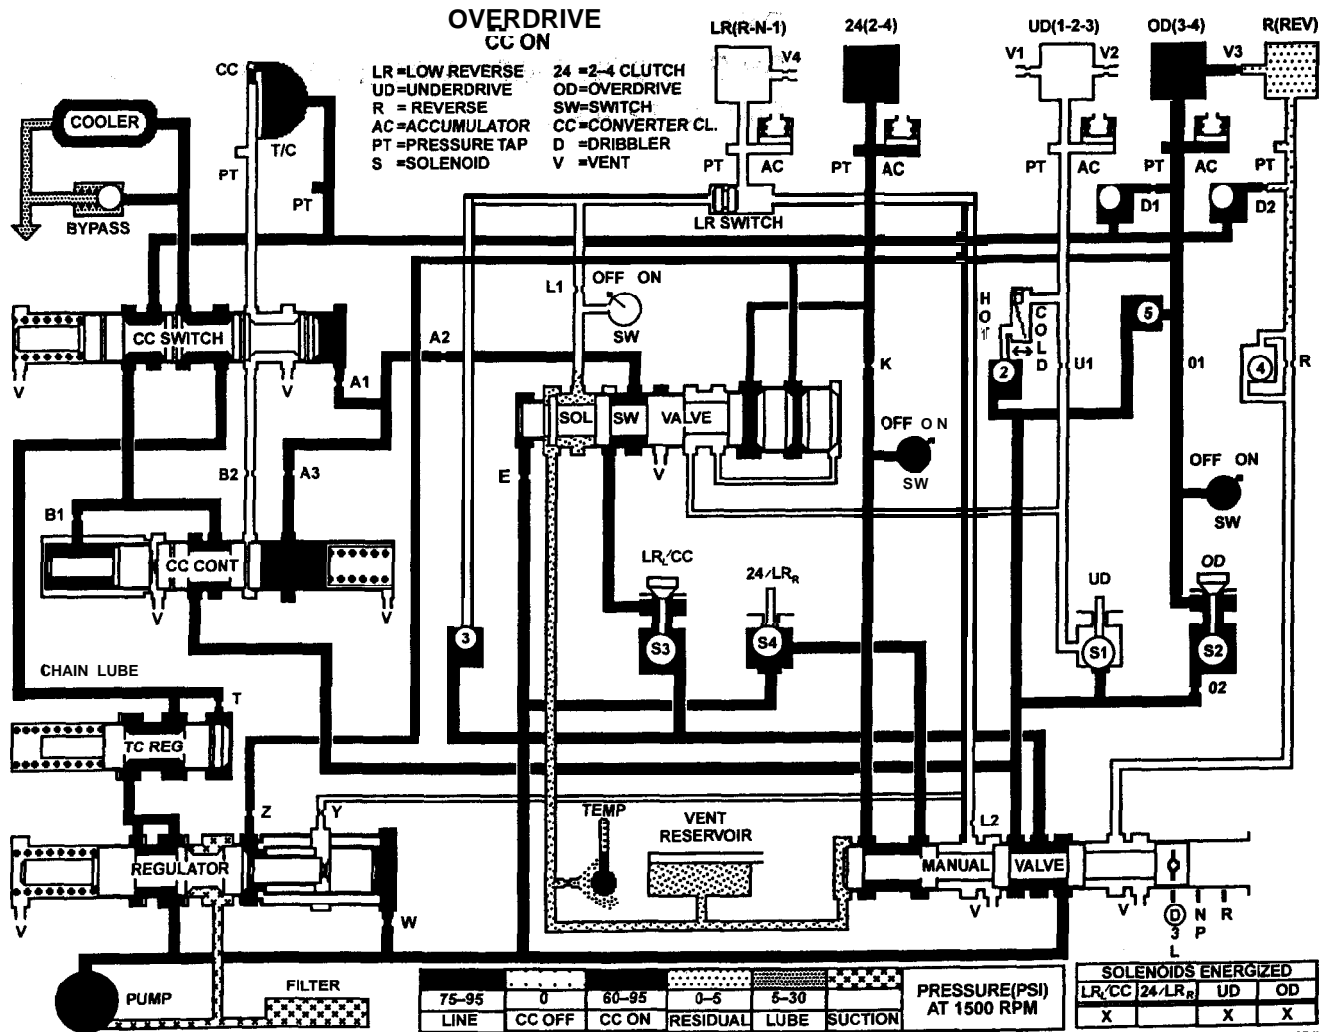 OVERDRIVE
CC ON
LR =LOW REVERSE
UD=UNDERDRIVE
R = REVERSE
AC =ACCUMULATOR
PT =PRESSURE TAP
S =SOLENOID
24 =2-4 CLUTCH
OD=OVERDRIVE
SW=SWITCH
CC =CONVERTER CL.
D =DRIBBLER
V =VENT
LR(R-N-1)
24(2-4)
UD(1-2-3)
OD(3-4)
R(REV)
V4
V1
V2
V3
CC
COOLER
T/C
PT
PT
BYPASS
PT
AC
PT
AC
PT
AC
PT
AC
PT
LR SWITCH
D1
D2
L1
OFF ON
SW
HOT
COLD
5
CC SWITCH
A2
K
2
U1
01
4
R
V
V
A1
SOL
SW
VALVE
OFF ON
SW
V
E
B2
A3
OFF ON
SW
B1
CC CONT
V
V
LRL/CC
24/LRR
UD
OD
3
S3
S4
S1
S2
02
CHAIN LUBE
T
TC REG
Z
Y
TEMP
VENT
RESERVOIR
L2
REGULATOR
MANUAL
VALVE
V
W
V
V
D
N
R
3
P
L
PUMP
FILTER
75–95
0
60–95
0–5
5–30
LINE
CC OFF
CC ON
RESIDUAL
LUBE
SUCTION
PRESSURE(PSI)
AT 1500 RPM
SOLENOIDS ENERGIZED
LRL/CC
24/LRR
UD
OD
X
X
X